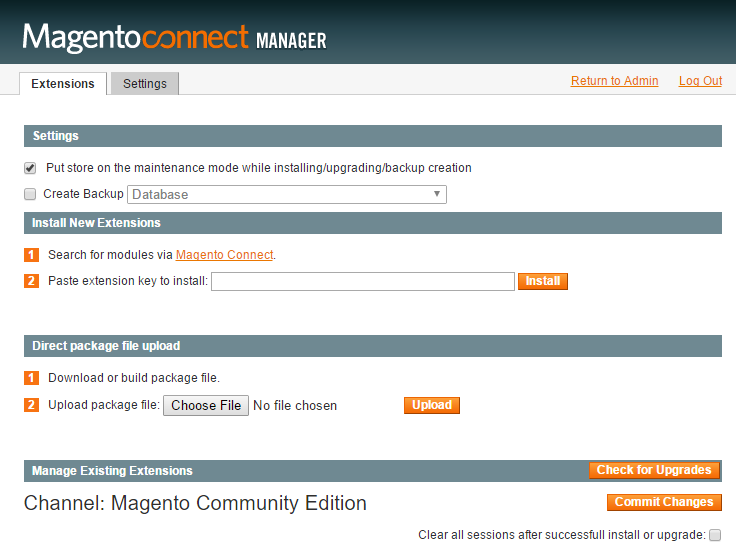 Magentoconnect MANAGER
Extensions Settings Return to Admin Log Out
Settings
Put store on the maintenance mode while installing/upgrading/backup creation
Create Backup Database
Install New Extensions
1 Search for modules via Magento Connect.
2 Paste extension key to install: Install
Direct package file upload
1 Download or build package file.
2 Upload package file: Choose File No file chosen Upload
Manage Existing Extensions Check for Upgrades
Channel: Magento Community Edition Commit Changes
Clear all sessions after successfull install or upgrade: